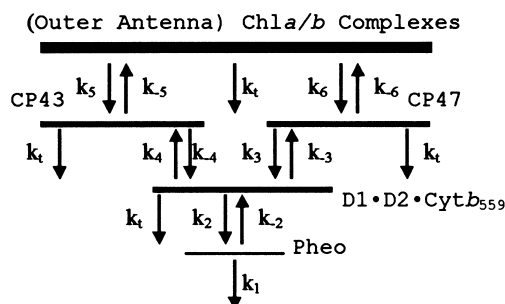 (Outer Antenna) Chla/b Complexes
k5 k-5 kt k6 k-6
CP43 CP47
kt k4 k-4 k3 k-3 kt
D1•D2•Cytb559
kt k2 k-2
Pheo
k1